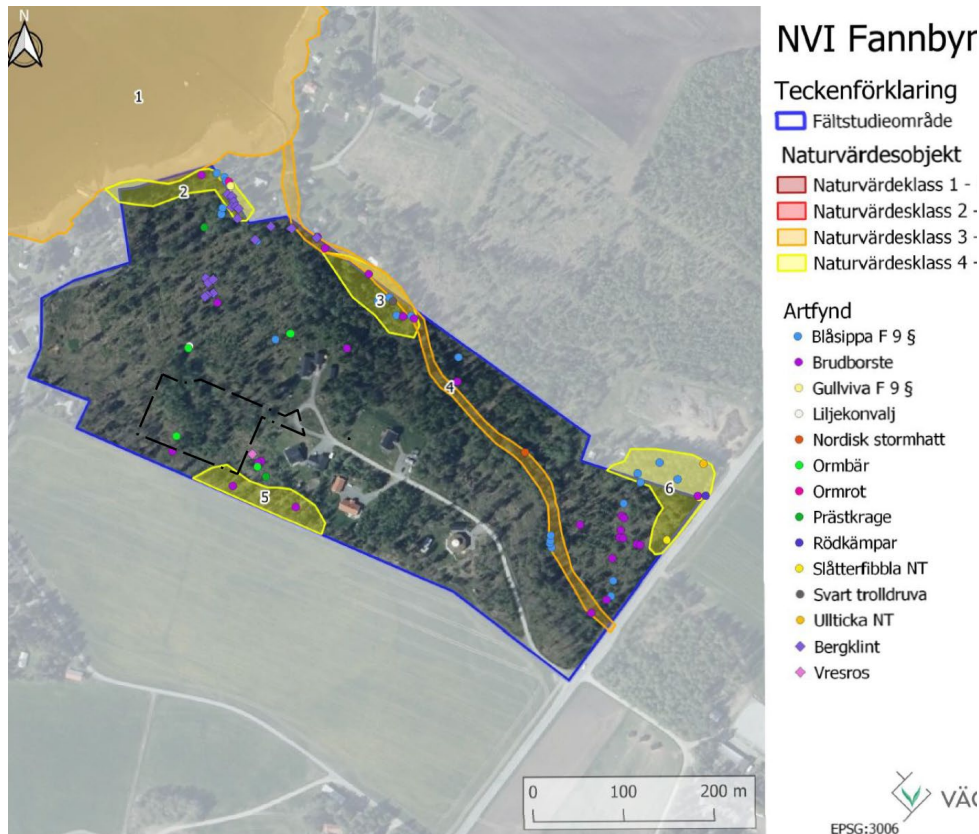 NVI Fannbyn
Teckenförklaring
Fältstudieområde
Naturvärdesobjekt
Naturvärdeklass 1 -
Naturvärdesklass 2 -
Naturvärdesklass 3 -
Naturvärdesklass 4 -
Artfynd
Blåsippa F 9 §
Brudborste
Gullviva F 9 §
Liljekonvalj
Nordisk stormhatt
Ormbär
Ormrot
Prästkrage
Rödkämpar
Slåtterfibbla NT
Svart trolldruva
Ullticka NT
Bergklint
Vresros
N
1
2
3
4
5
6
0 100 200 m
EPSG:3006